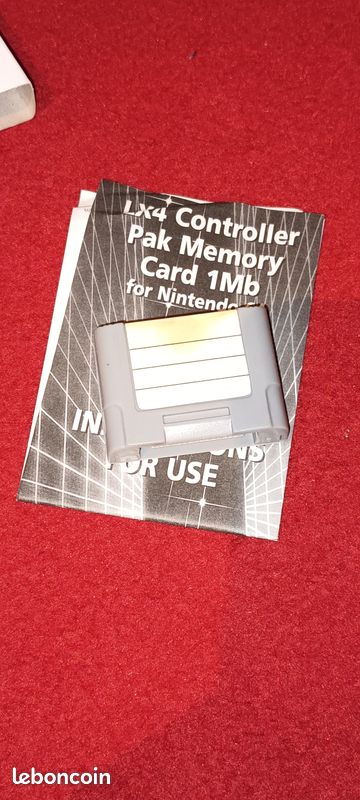 Lx4 Controller
Pak Memory
Card 1Mb
for Nintendo
FOR USE
leboncoin